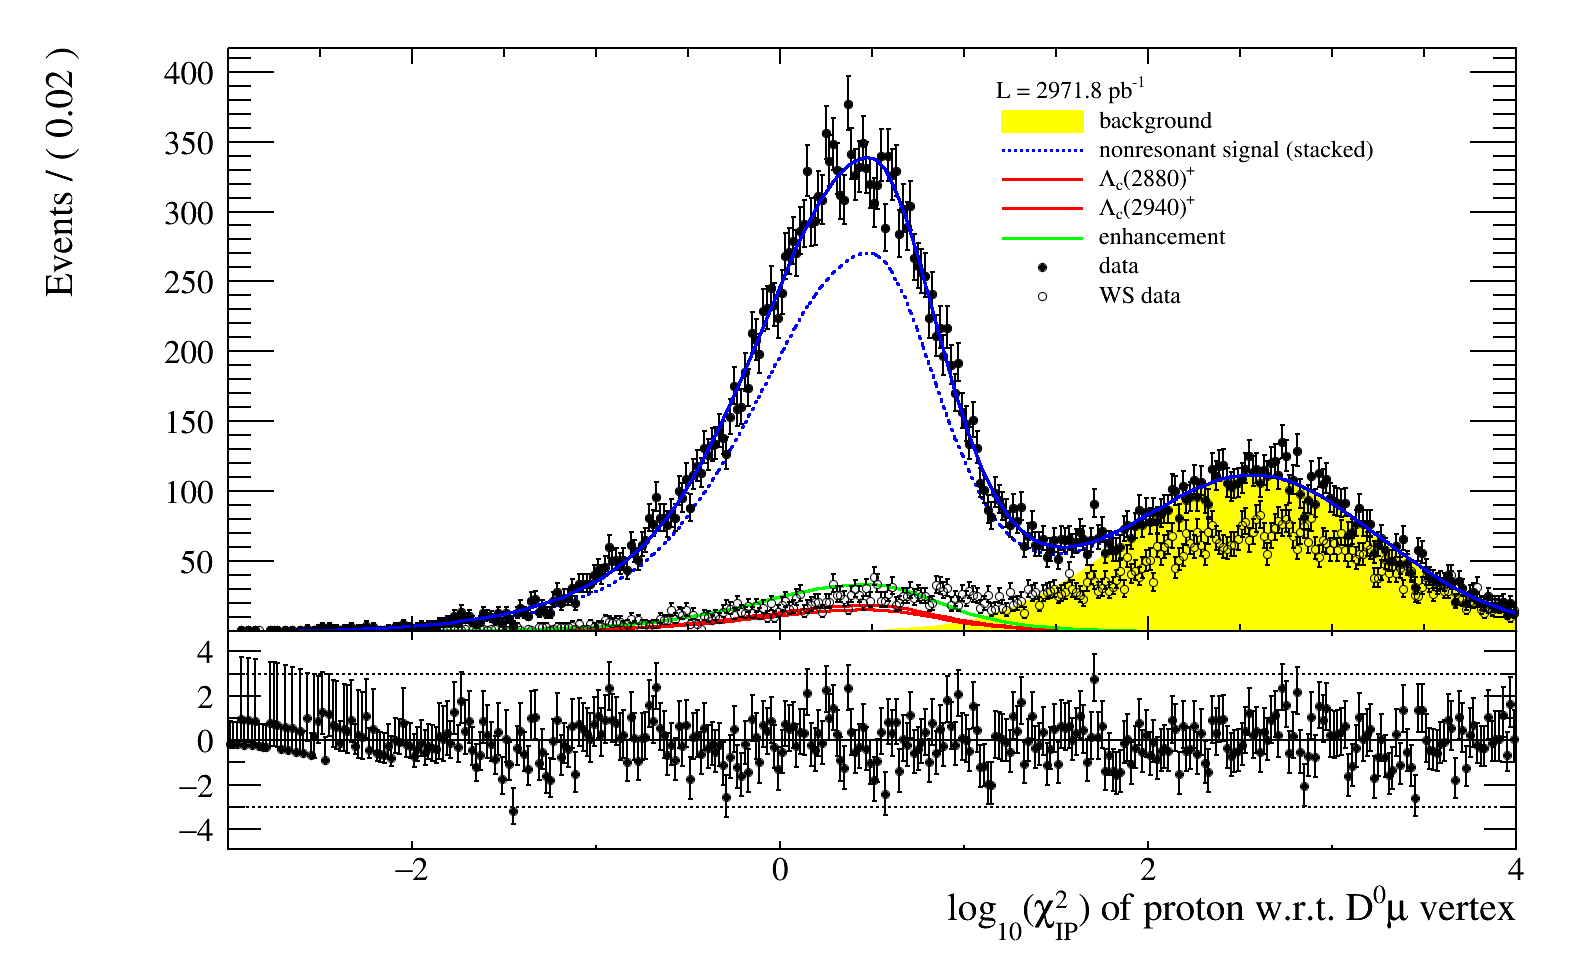 Events / ( 0.02 )
400
350
300
250
200
150
100
50
L = 2971.8 pb⁻¹
background
nonresonant signal (stacked)
Λc(2880)⁺
Λc(2940)⁺
enhancement
data
WS data
4
2
0
−2
−4
−2 0 2 4
log₁₀(χ²IP) of proton w.r.t. D⁰μ vertex